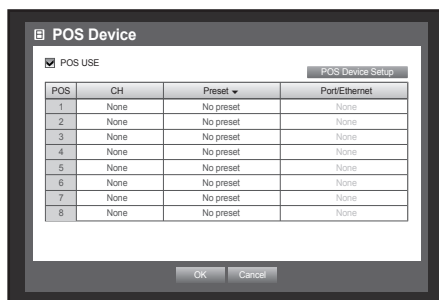 POS Device
POS USE
POS Device Setup
POS CH Preset Port/Ethernet
1 None No preset None
2 None No preset None
3 None No preset None
4 None No preset None
5 None No preset None
6 None No preset None
7 None No preset None
8 None No preset None
OK Cancel